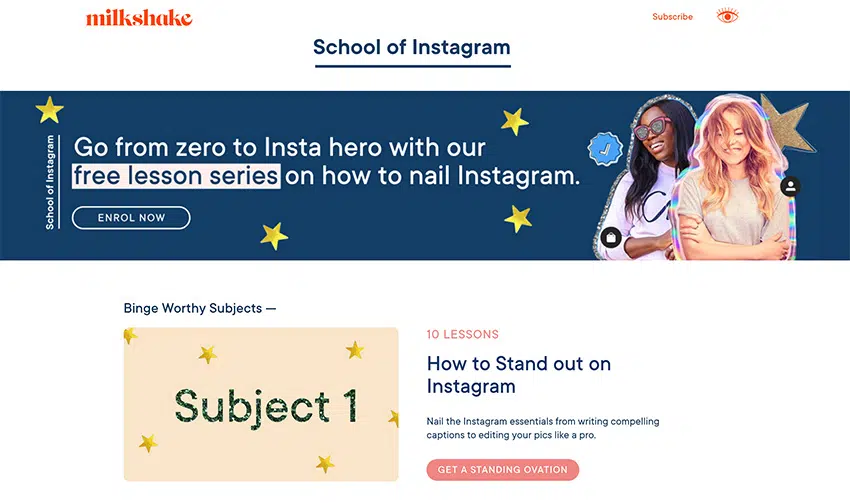 milkshake
Subscribe
School of Instagram
School of Instagram
Go from zero to Insta hero with our
free lesson series on how to nail Instagram.
ENROL NOW
Binge Worthy Subjects —
Subject 1
10 LESSONS
How to Stand out on
Instagram
Nail the Instagram essentials from writing compelling
captions to editing your pics like a pro.
GET A STANDING OVATION